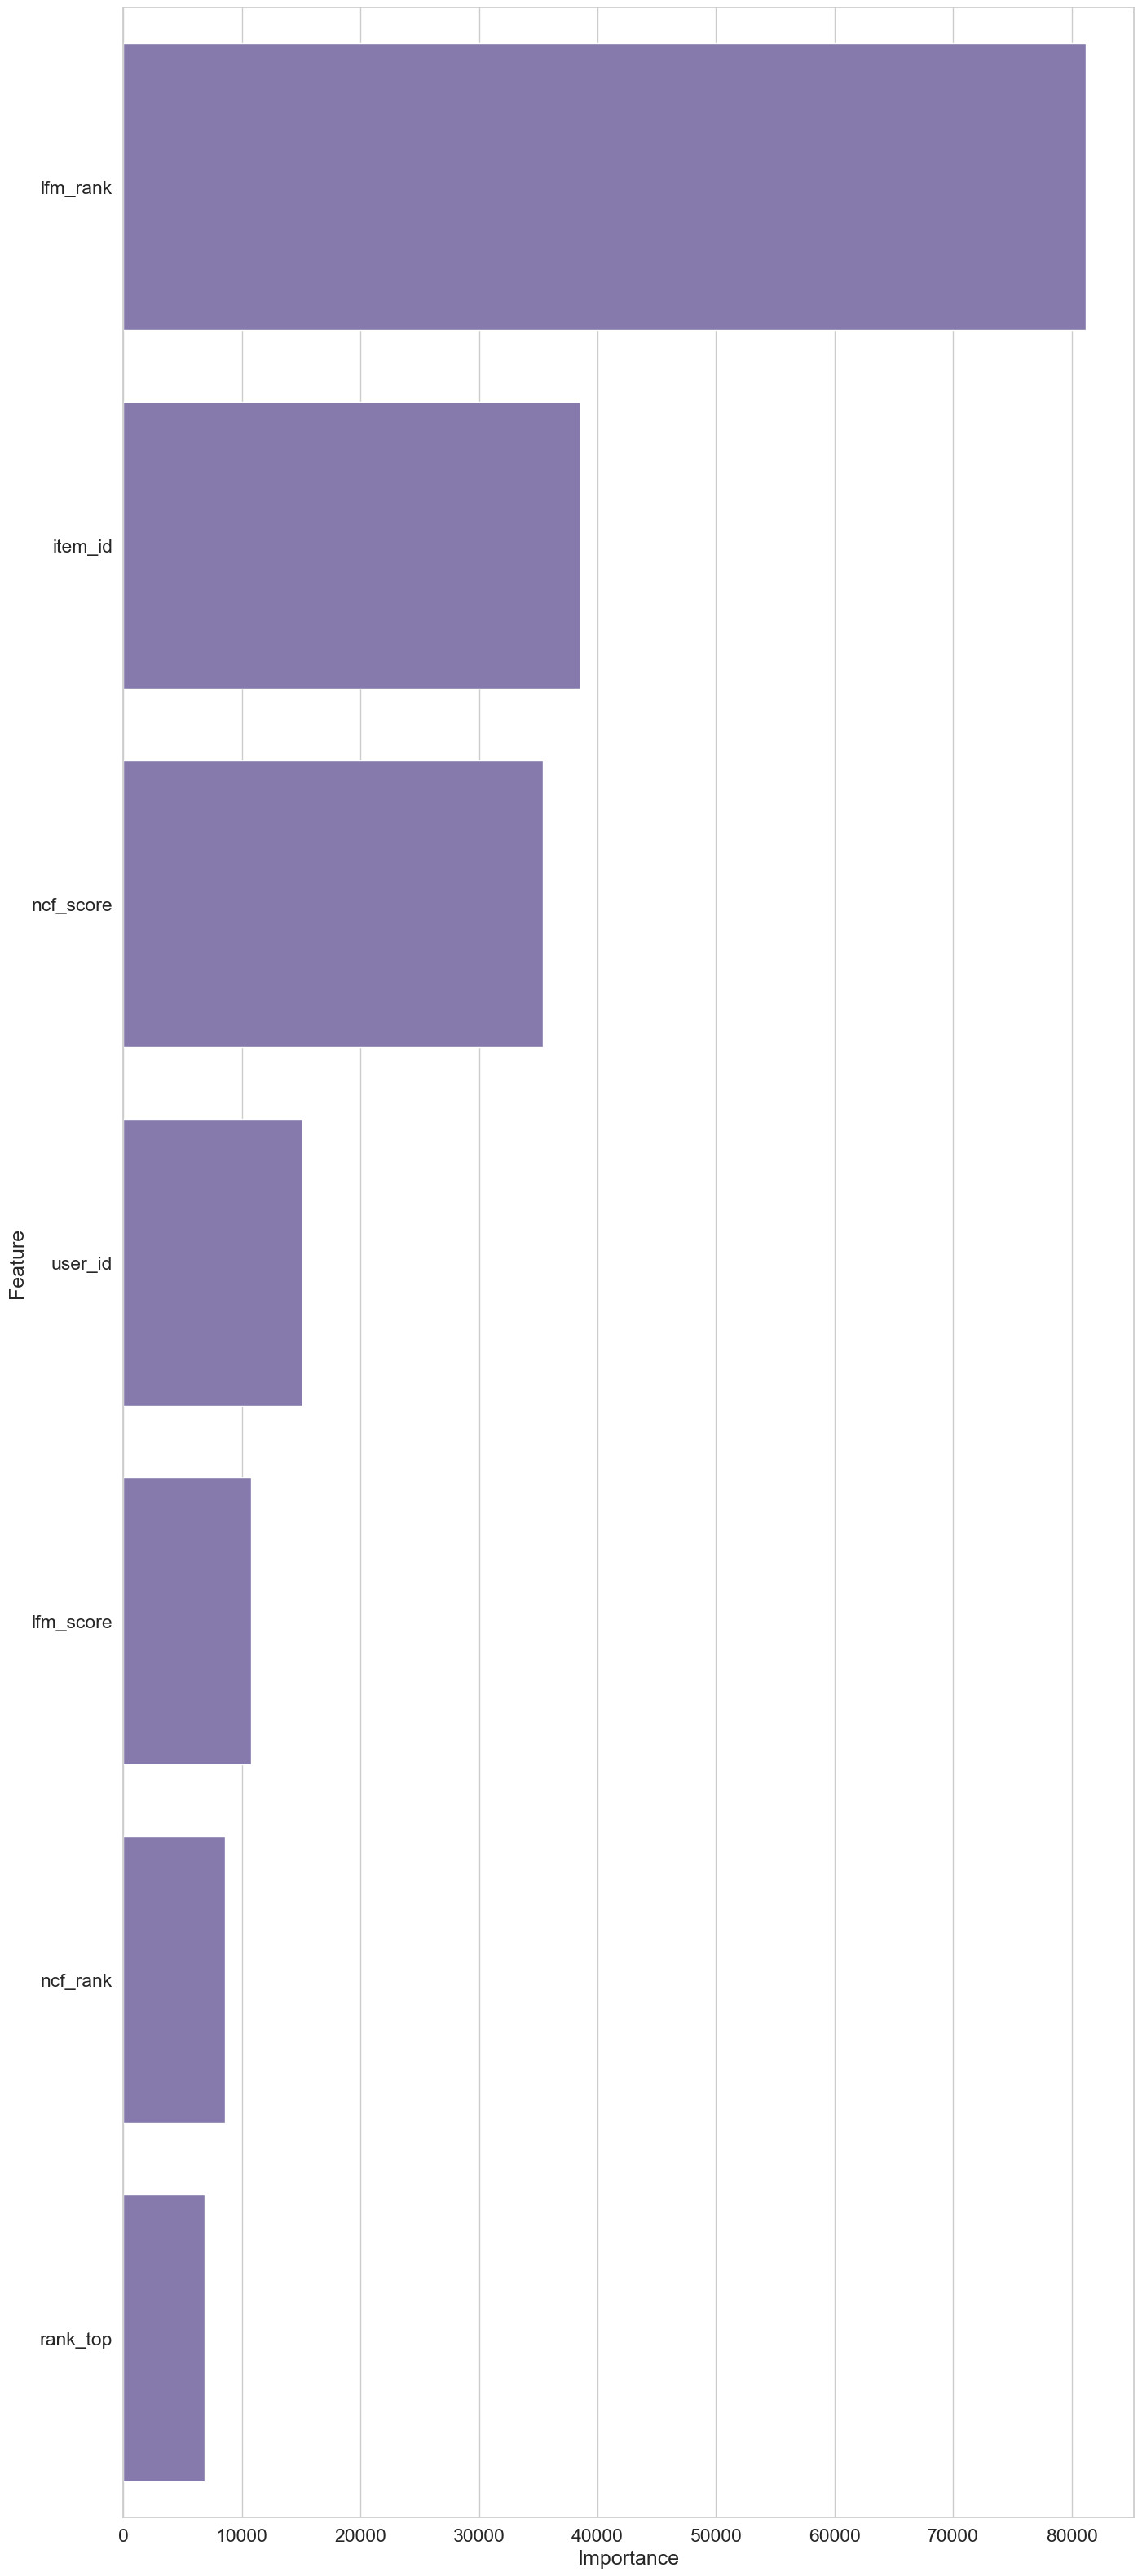 lfm_rank
item_id
ncf_score
user_id
lfm_score
ncf_rank
rank_top
Feature
0 10000 20000 30000 40000 50000 60000 70000 80000
Importance